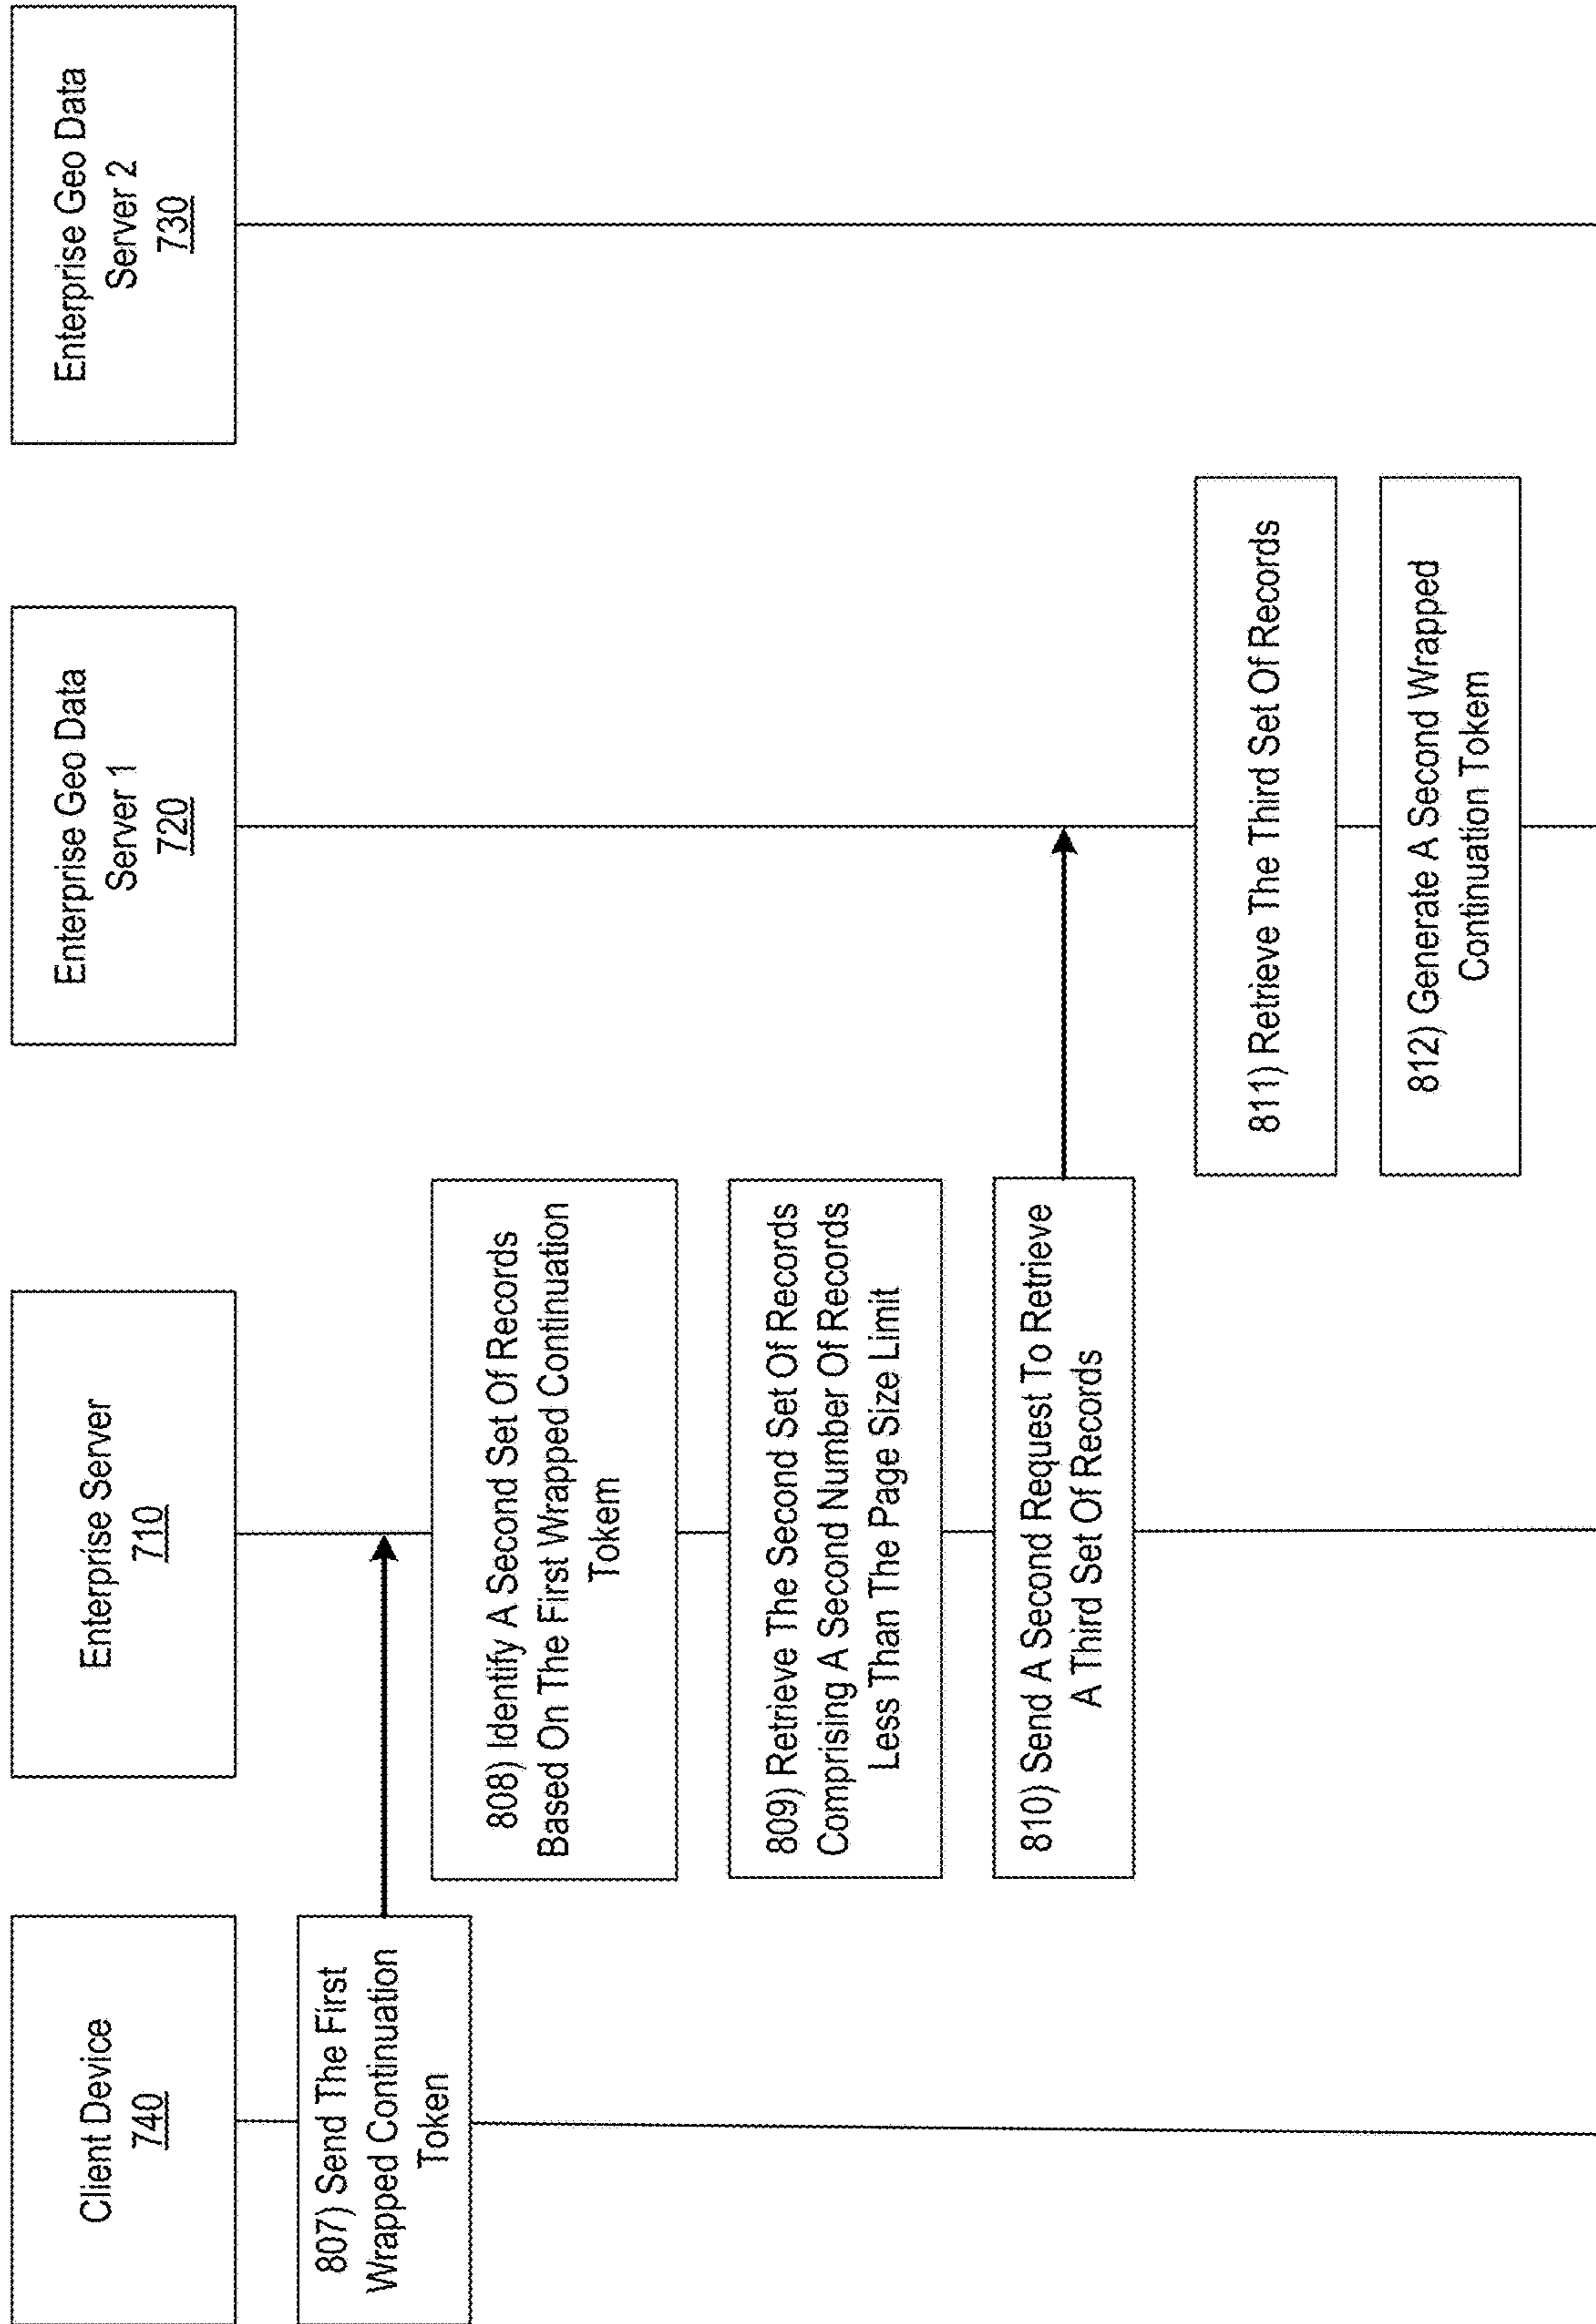 Client Device
740
Enterprise Server
710
Enterprise Geo Data
Server 1
720
Enterprise Geo Data
Server 2
730
807) Send The First
Wrapped Continuation
Token
808) Identify A Second Set Of Records
Based On The First Wrapped Continuation
Tokem
809) Retrieve The Second Set Of Records
Comprising A Second Number Of Records
Less Than The Page Size Limit
810) Send A Second Request To Retrieve
A Third Set Of Records
811) Retrieve The Third Set Of Records
812) Generate A Second Wrapped
Continuation Tokem